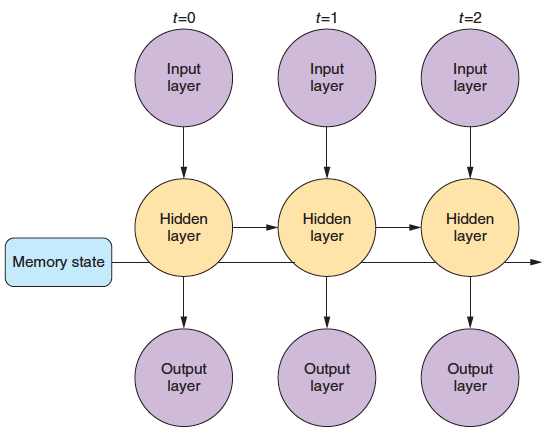 t=0
t=1
t=2
Input
layer
Input
layer
Input
layer
Hidden
layer
Hidden
layer
Hidden
layer
Memory state
Output
layer
Output
layer
Output
layer